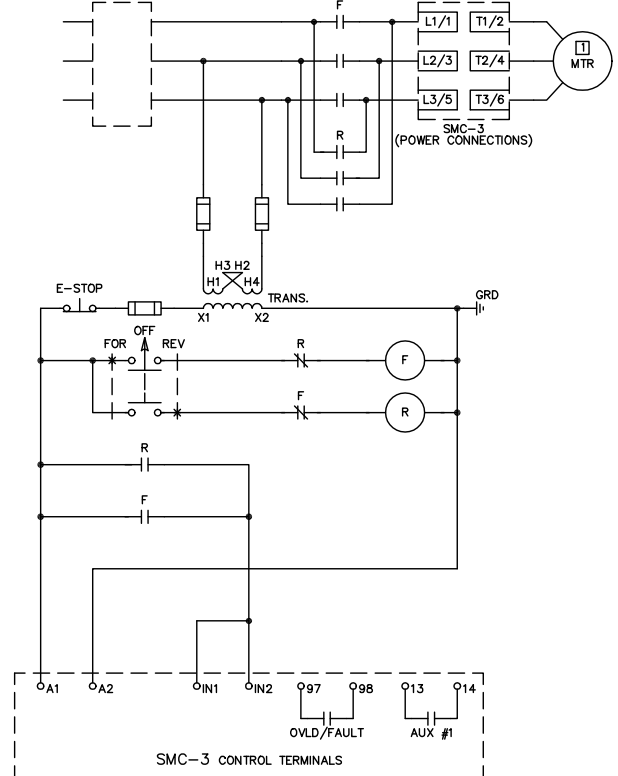 F
L1/1 T1/2
1
MTR
L2/3 T2/4
L3/5 T3/6
SMC-3
(POWER CONNECTIONS)
R
H3 H2
H1 H4
E-STOP
TRANS.
GRD
X1 X2
OFF
FOR REV
R
F
F
R
R
F
A1 A2 IN1 IN2 97 98 13 14
OVLD/FAULT AUX #1
SMC-3 CONTROL TERMINALS